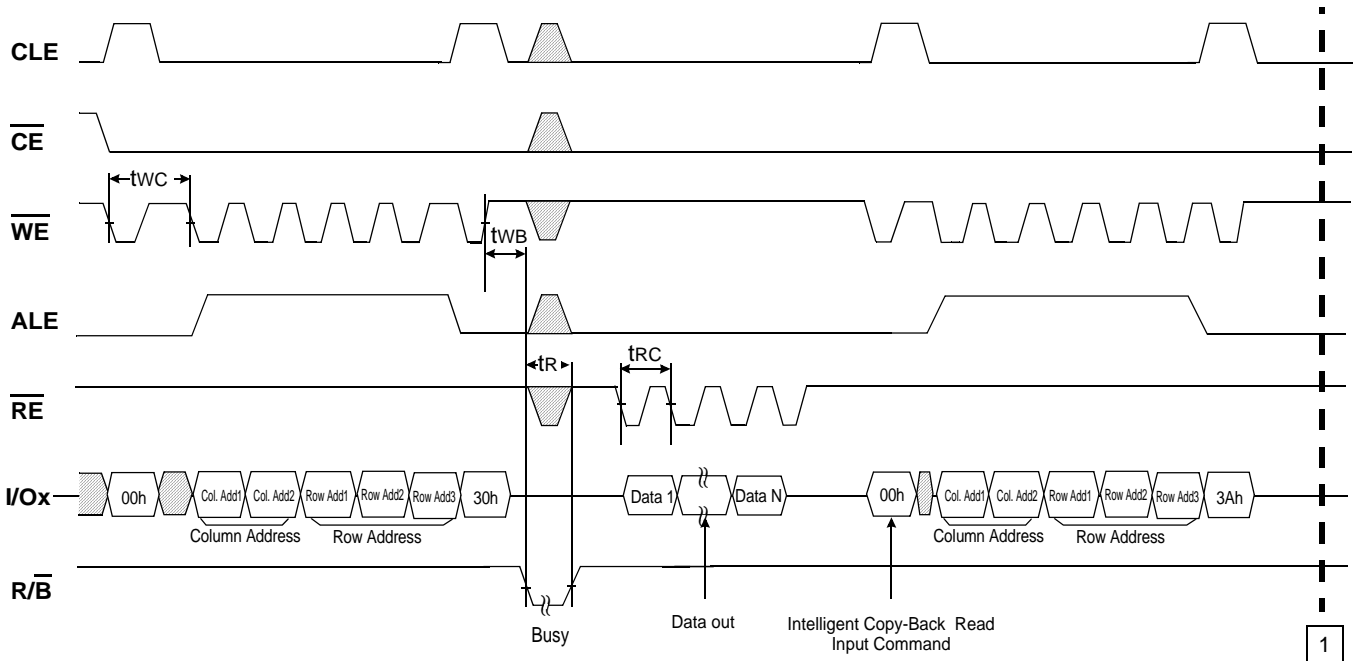 CLE
CE
tWC
WE
tWB
ALE
tR
tRC
RE
I/Ox
00h Col. Add1 Col. Add2 Row Add1 Row Add2 Row Add3 30h Data 1 Data N 00h Col. Add1 Col. Add2 Row Add1 Row Add2 Row Add3 3Ah
Column Address Row Address Column Address Row Address
R/B
Busy
Data out
Intelligent Copy-Back Read
Input Command
1